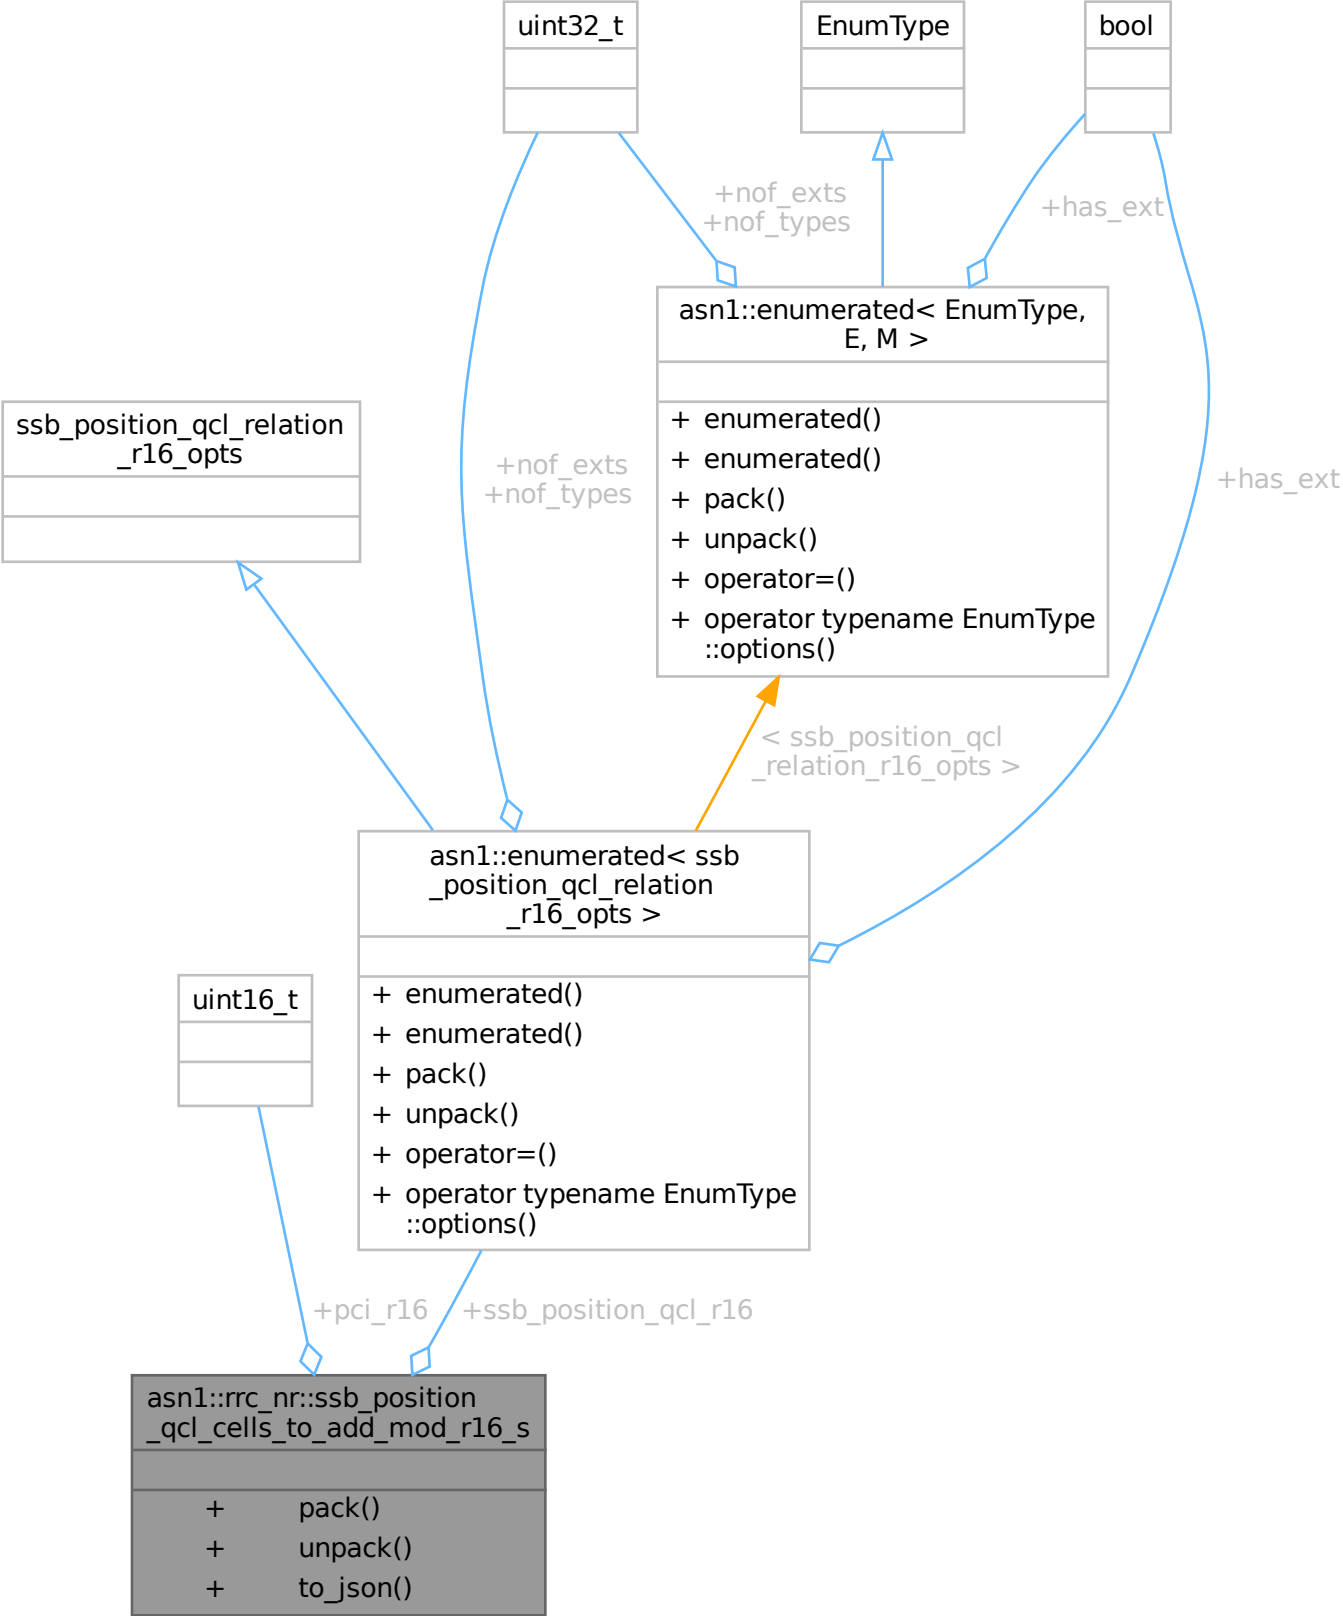 uint32_t
EnumType
bool
+nof_exts
+nof_types
+has_ext
asn1::enumerated< EnumType,
E, M >
+ enumerated()
+ enumerated()
+ pack()
+ unpack()
+ operator=()
+ operator typename EnumType
::options()
ssb_position_qcl_relation
_r16_opts
+nof_exts
+nof_types
+has_ext
< ssb_position_qcl
_relation_r16_opts >
asn1::enumerated< ssb
_position_qcl_relation
_r16_opts >
+ enumerated()
+ enumerated()
+ pack()
+ unpack()
+ operator=()
+ operator typename EnumType
::options()
uint16_t
+pci_r16
+ssb_position_qcl_r16
asn1::rrc_nr::ssb_position
_qcl_cells_to_add_mod_r16_s
+ pack()
+ unpack()
+ to_json()